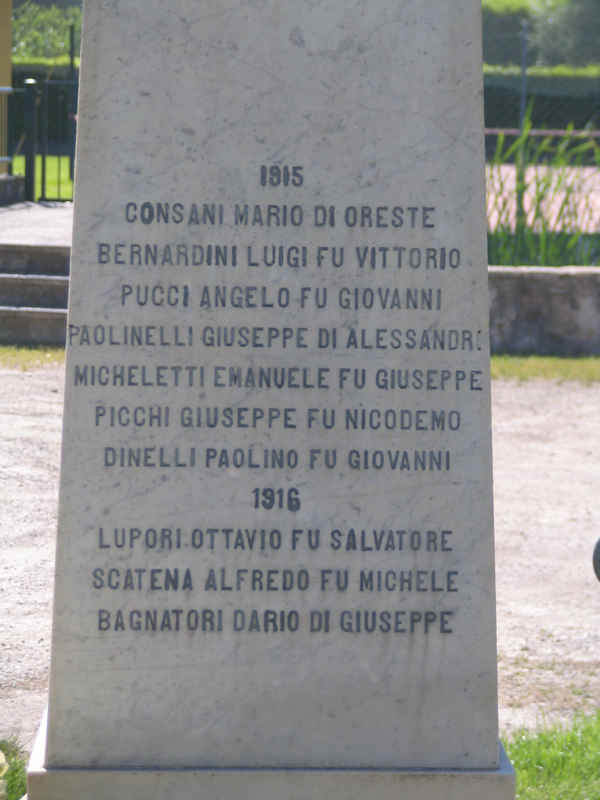 1915
CONSANI MARIO DI ORESTE
BERNARDINI LUIGI FU VITTORIO
PUCCI ANGELO FU GIOVANNI
PAOLINELLI GIUSEPPE DI ALESSANDRO
MICHELETTI EMANUELE FU GIUSEPPE
PICCHI GIUSEPPE FU NICODEMO
DINELLI PAOLINO FU GIOVANNI
1916
LUPORI OTTAVIO FU SALVATORE
SCATENA ALFREDO FU MICHELE
BAGNATORI DARIO DI GIUSEPPE